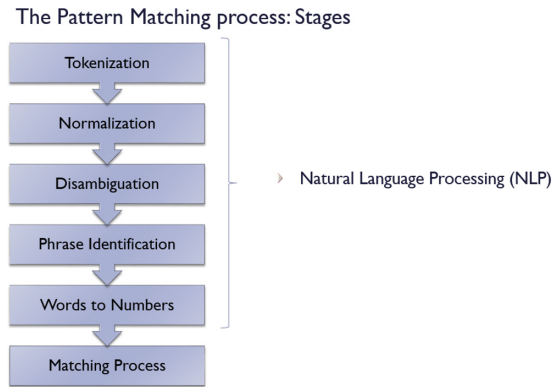 The Pattern Matching process: Stages
Tokenization
Normalization
Disambiguation
Phrase Identification
Words to Numbers
Matching Process
Natural Language Processing (NLP)